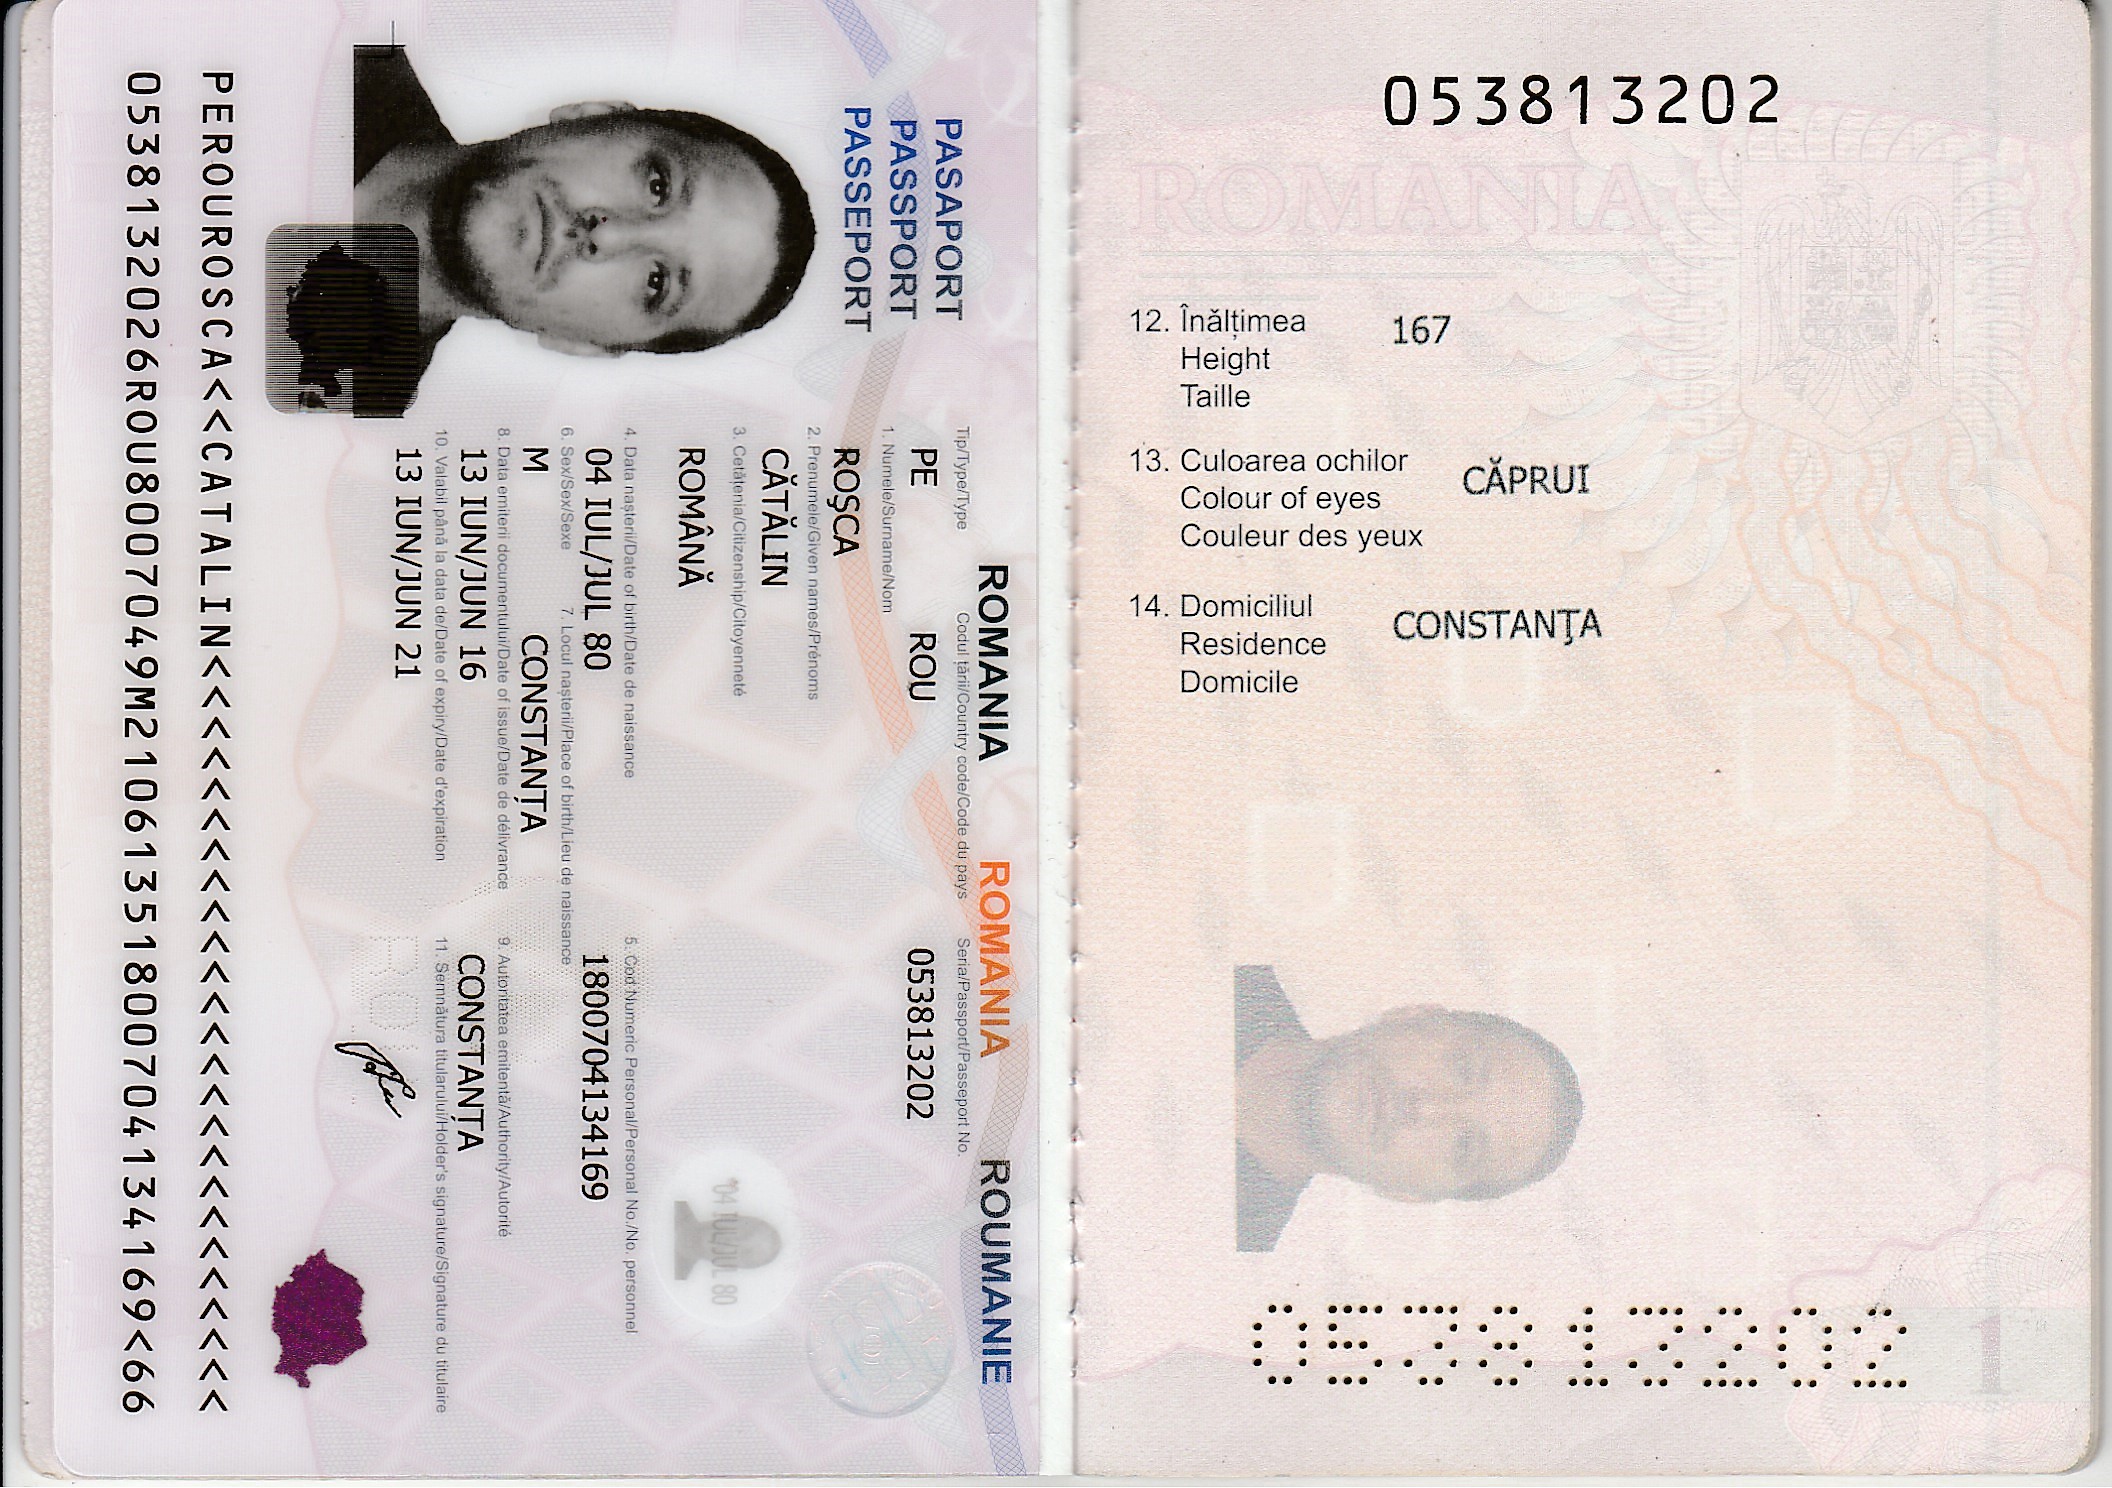 053813202
ROMANIA
12. Înălțimea 167
Height
Taille
13. Culoarea ochilor CĂPRUI
Colour of eyes
Couleur des yeux
14. Domiciliul CONSTANŢA
Residence
Domicile
053813202
1
ROMANIA ROMANIA ROUMANIE
PASAPORT
PASSPORT
PASSEPORT
Tip/Type/Type Codul țării/Country code/Code du pays Seria/Passport/Passeport No.
PE ROU 053813202
1. Numele/Surname/Nom
ROŞCA
2. Prenumele/Given names/Prénoms
CĂTĂLIN
3. Cetățenia/Citizenship/Citoyenneté
ROMÂNĂ
4. Data nașterii/Date of birth/Date de naissance 5. Cod Numeric Personal/Personal No./No. personnel
04 IUL/JUL 80 1800704134169
04 IUL/JUL 80
6. Sex/Sex/Sexe 7. Locul nașterii/Place of birth/Lieu de naissance
M CONSTANȚA
8. Data emiterii documentului/Date of issue/Date de délivrance 9. Autoritatea emitentă/Authority/Autorité
13 IUN/JUN 16 CONSTANȚA
10. Valabil până la data de/Date of expiry/Date d'expiration 11. Semnătura titularului/Holder's signature/Signature du titulaire
13 IUN/JUN 21
PEROUROSCA<<CATALIN<<<<<<<<<<<<<<<<<<<<<<<<<
0538132026ROU8007049M21061351800704134169<66